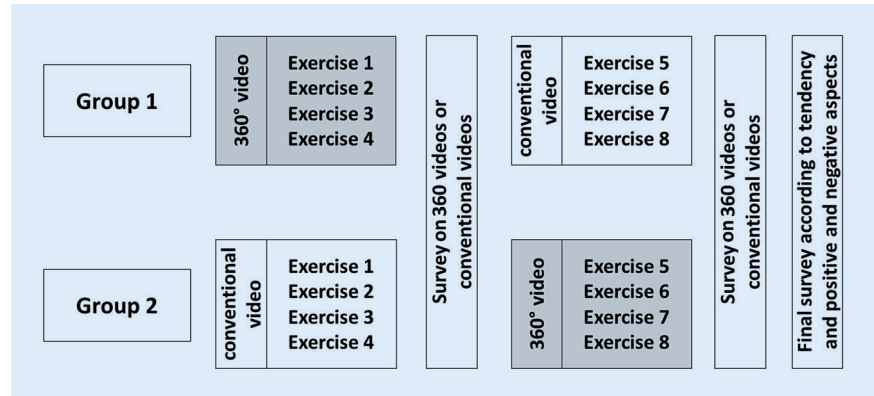 Group 1
360° video
Exercise 1
Exercise 2
Exercise 3
Exercise 4
Group 2
conventional
video
Exercise 1
Exercise 2
Exercise 3
Exercise 4
Survey on 360 videos or
conventional videos
conventional
video
Exercise 5
Exercise 6
Exercise 7
Exercise 8
360° video
Exercise 5
Exercise 6
Exercise 7
Exercise 8
Survey on 360 videos or
conventional videos
Final survey according to tendency
and positive and negative aspects